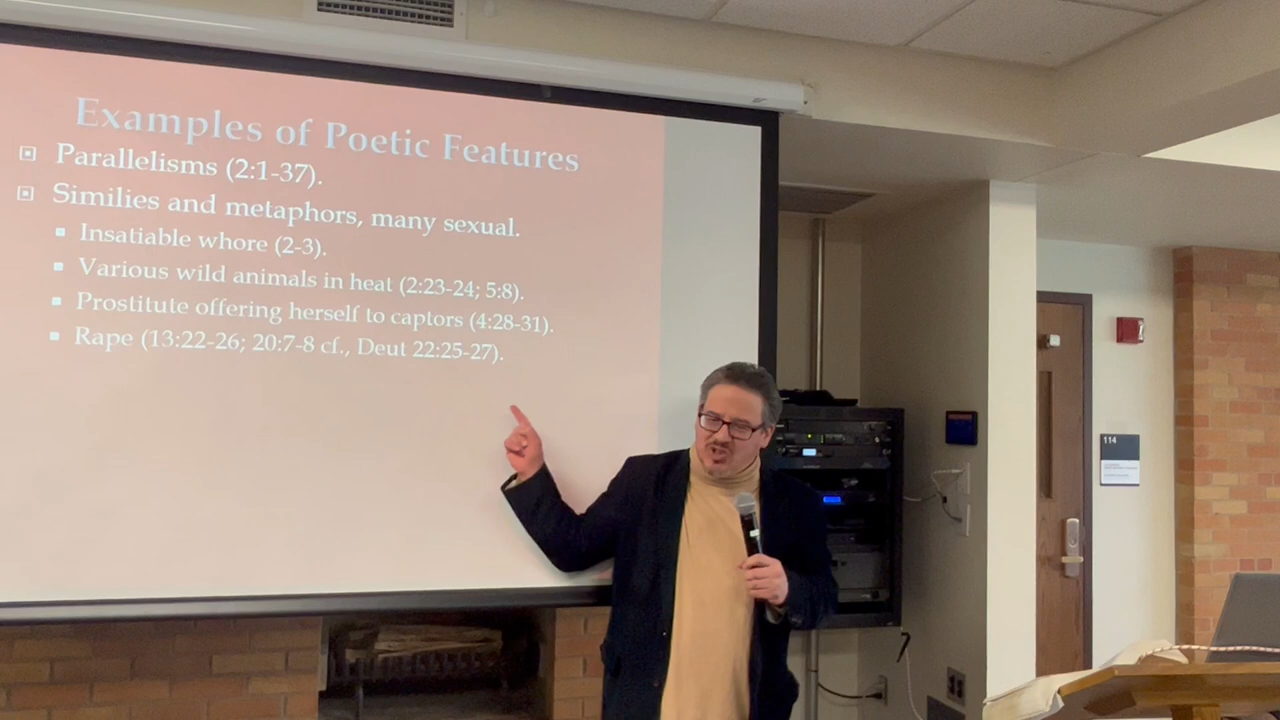 Examples of Poetic Features
Parallelisms (2:1-37).
Similies and metaphors, many sexual.
Insatiable whore (2-3).
Various wild animals in heat (2:23-24; 5:8).
Prostitute offering herself to captors (4:28-31).
Rape (13:22-26; 20:7-8 cf., Deut 22:25-27).
114